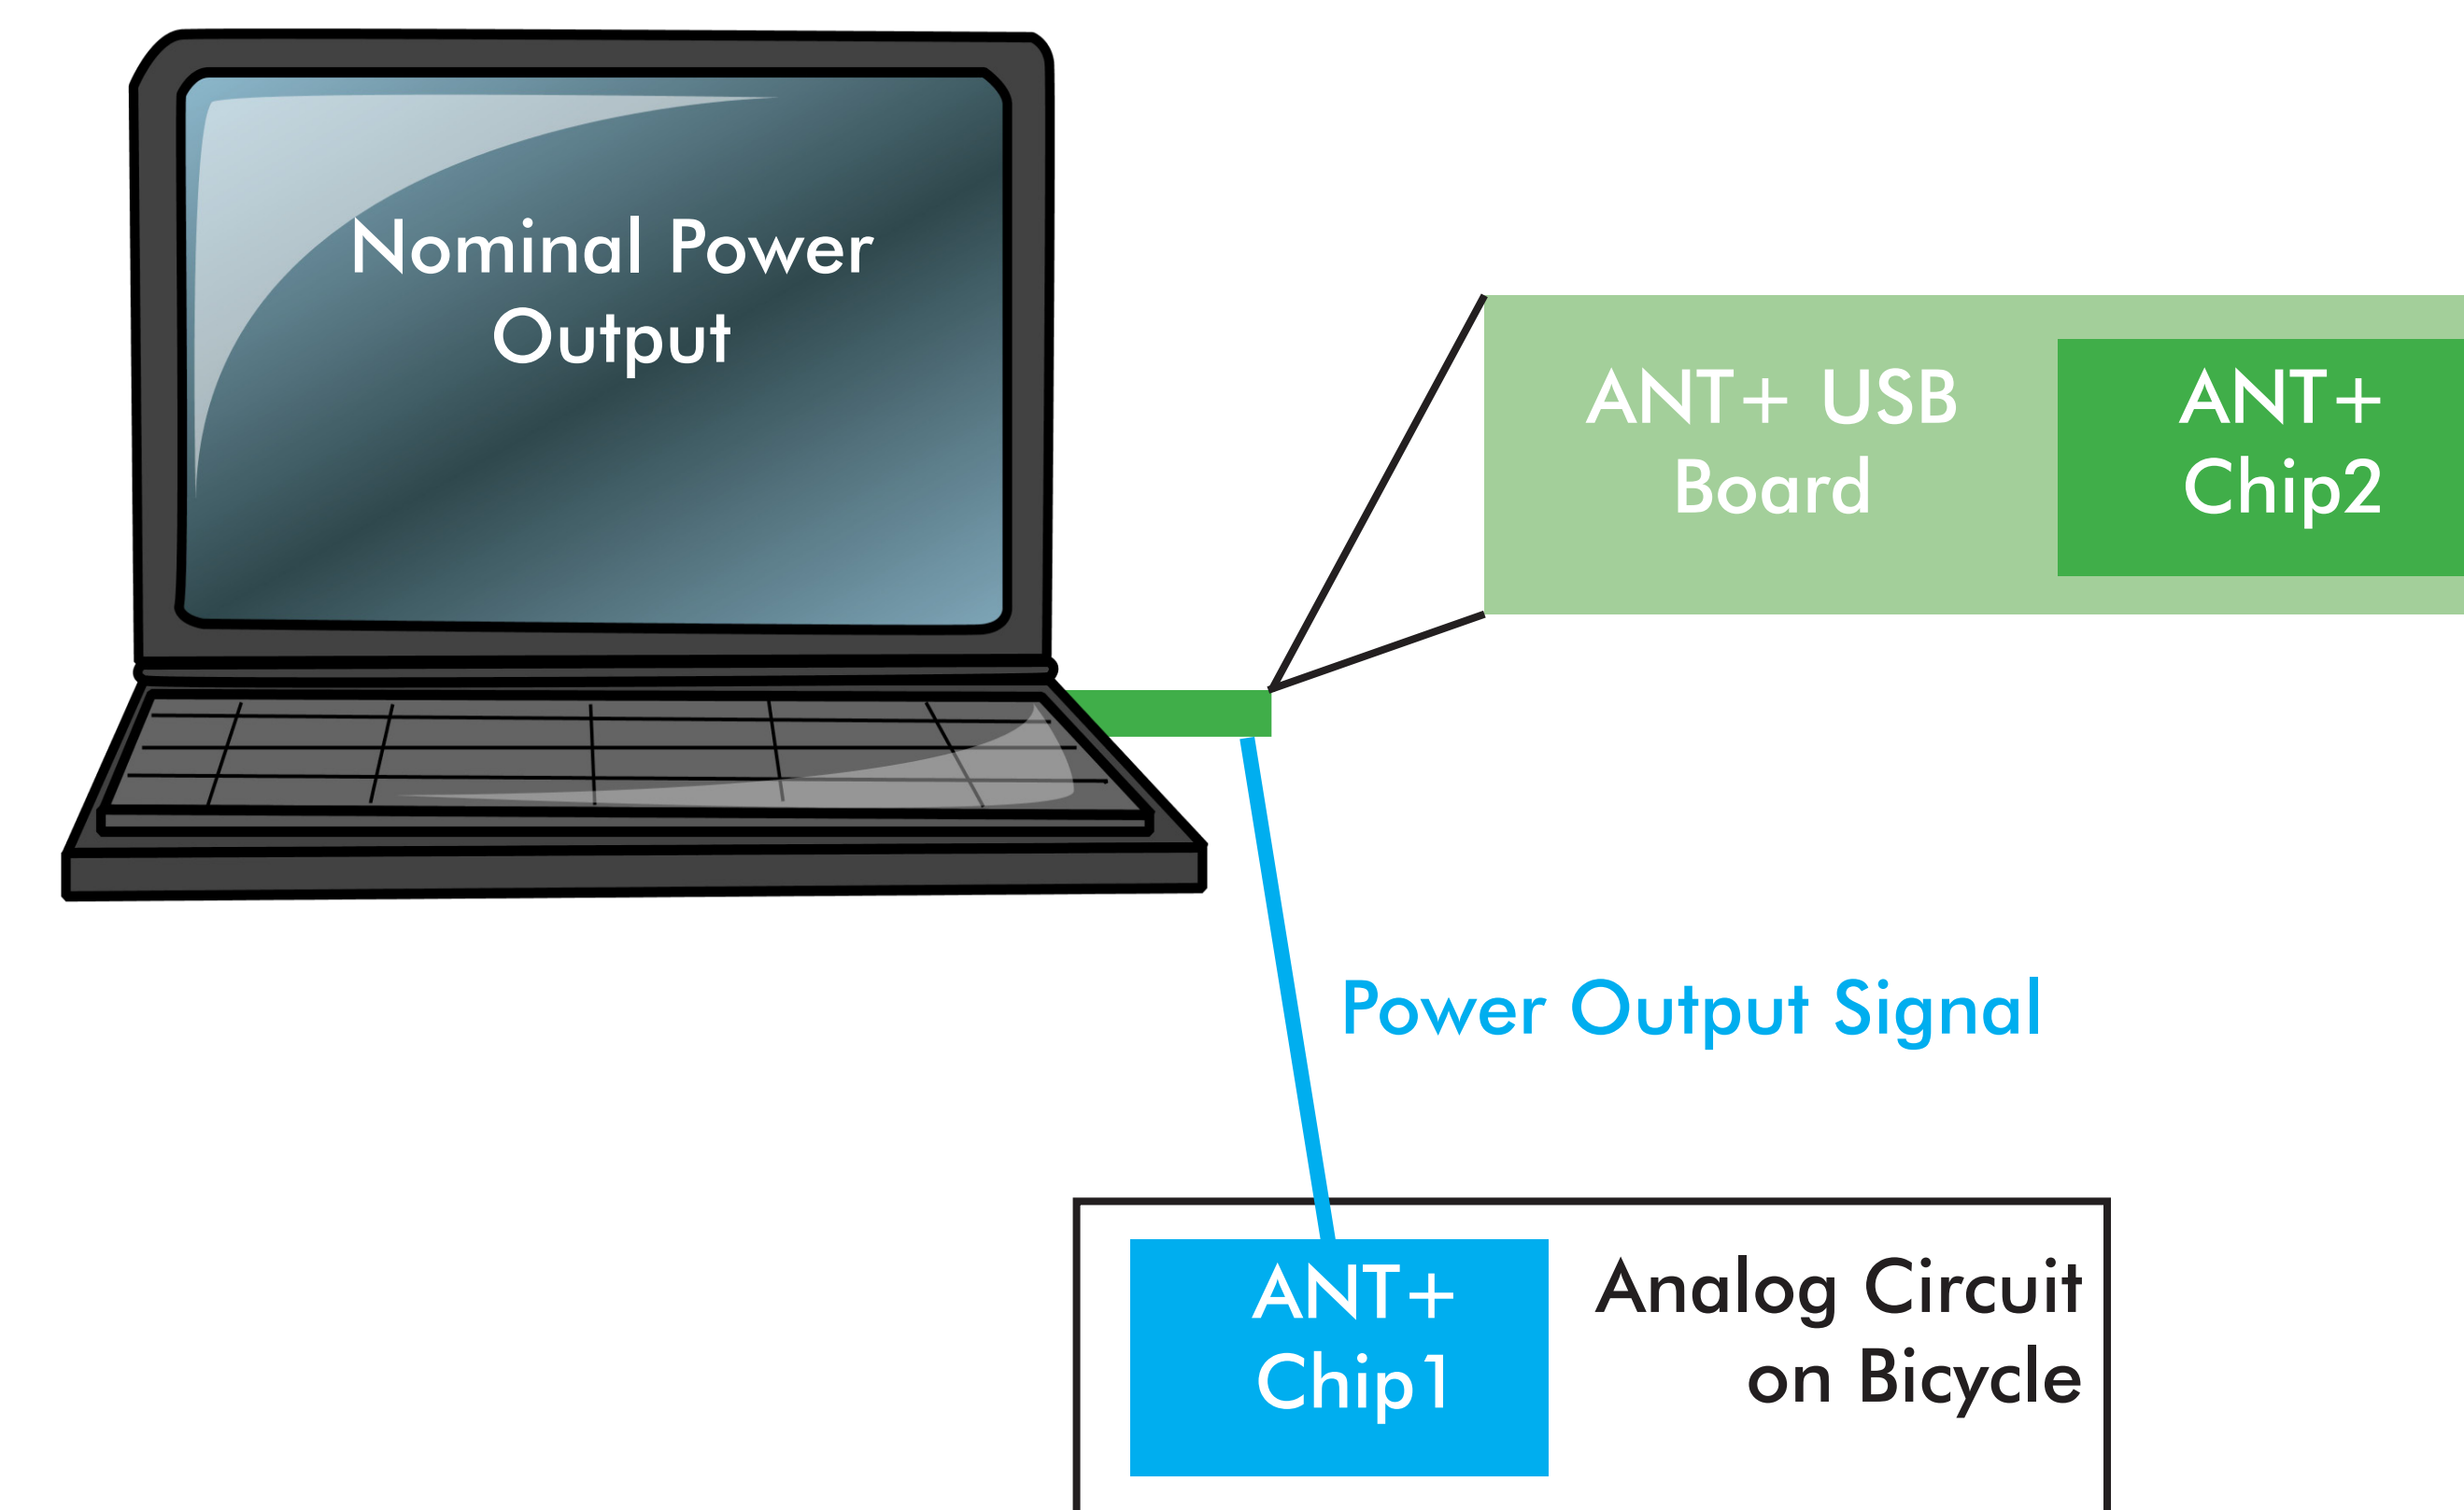 Nominal Power
Output
ANT+ USB
Board
ANT+
Chip2
Power Output Signal
ANT+
Chip1
Analog Circuit
on Bicycle